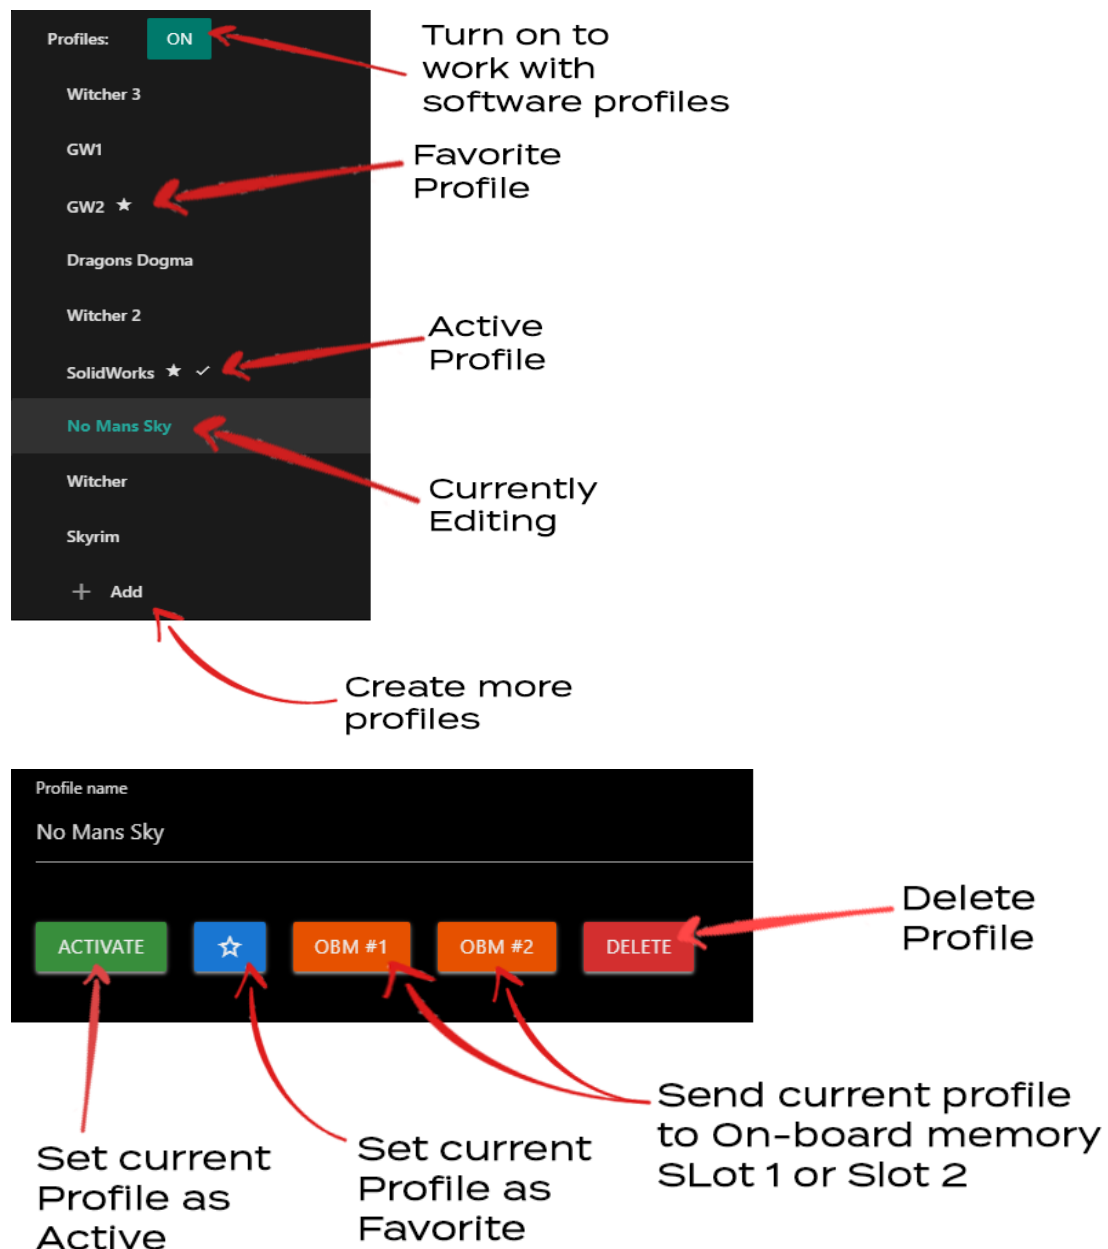 Profiles: ON
Turn on to
work with
software profiles
Witcher 3
GW1
Favorite
Profile
GW2
Dragons Dogma
Witcher 2
Active
Profile
SolidWorks
No Mans Sky
Currently
Editing
Witcher
Skyrim
+ Add
Create more
profiles
Profile name
No Mans Sky
ACTIVATE OBM #1 OBM #2 DELETE
Delete
Profile
Send current profile
to On-board memory
SLot 1 or Slot 2
Set current
Profile as
Active
Set current
Profile as
Favorite